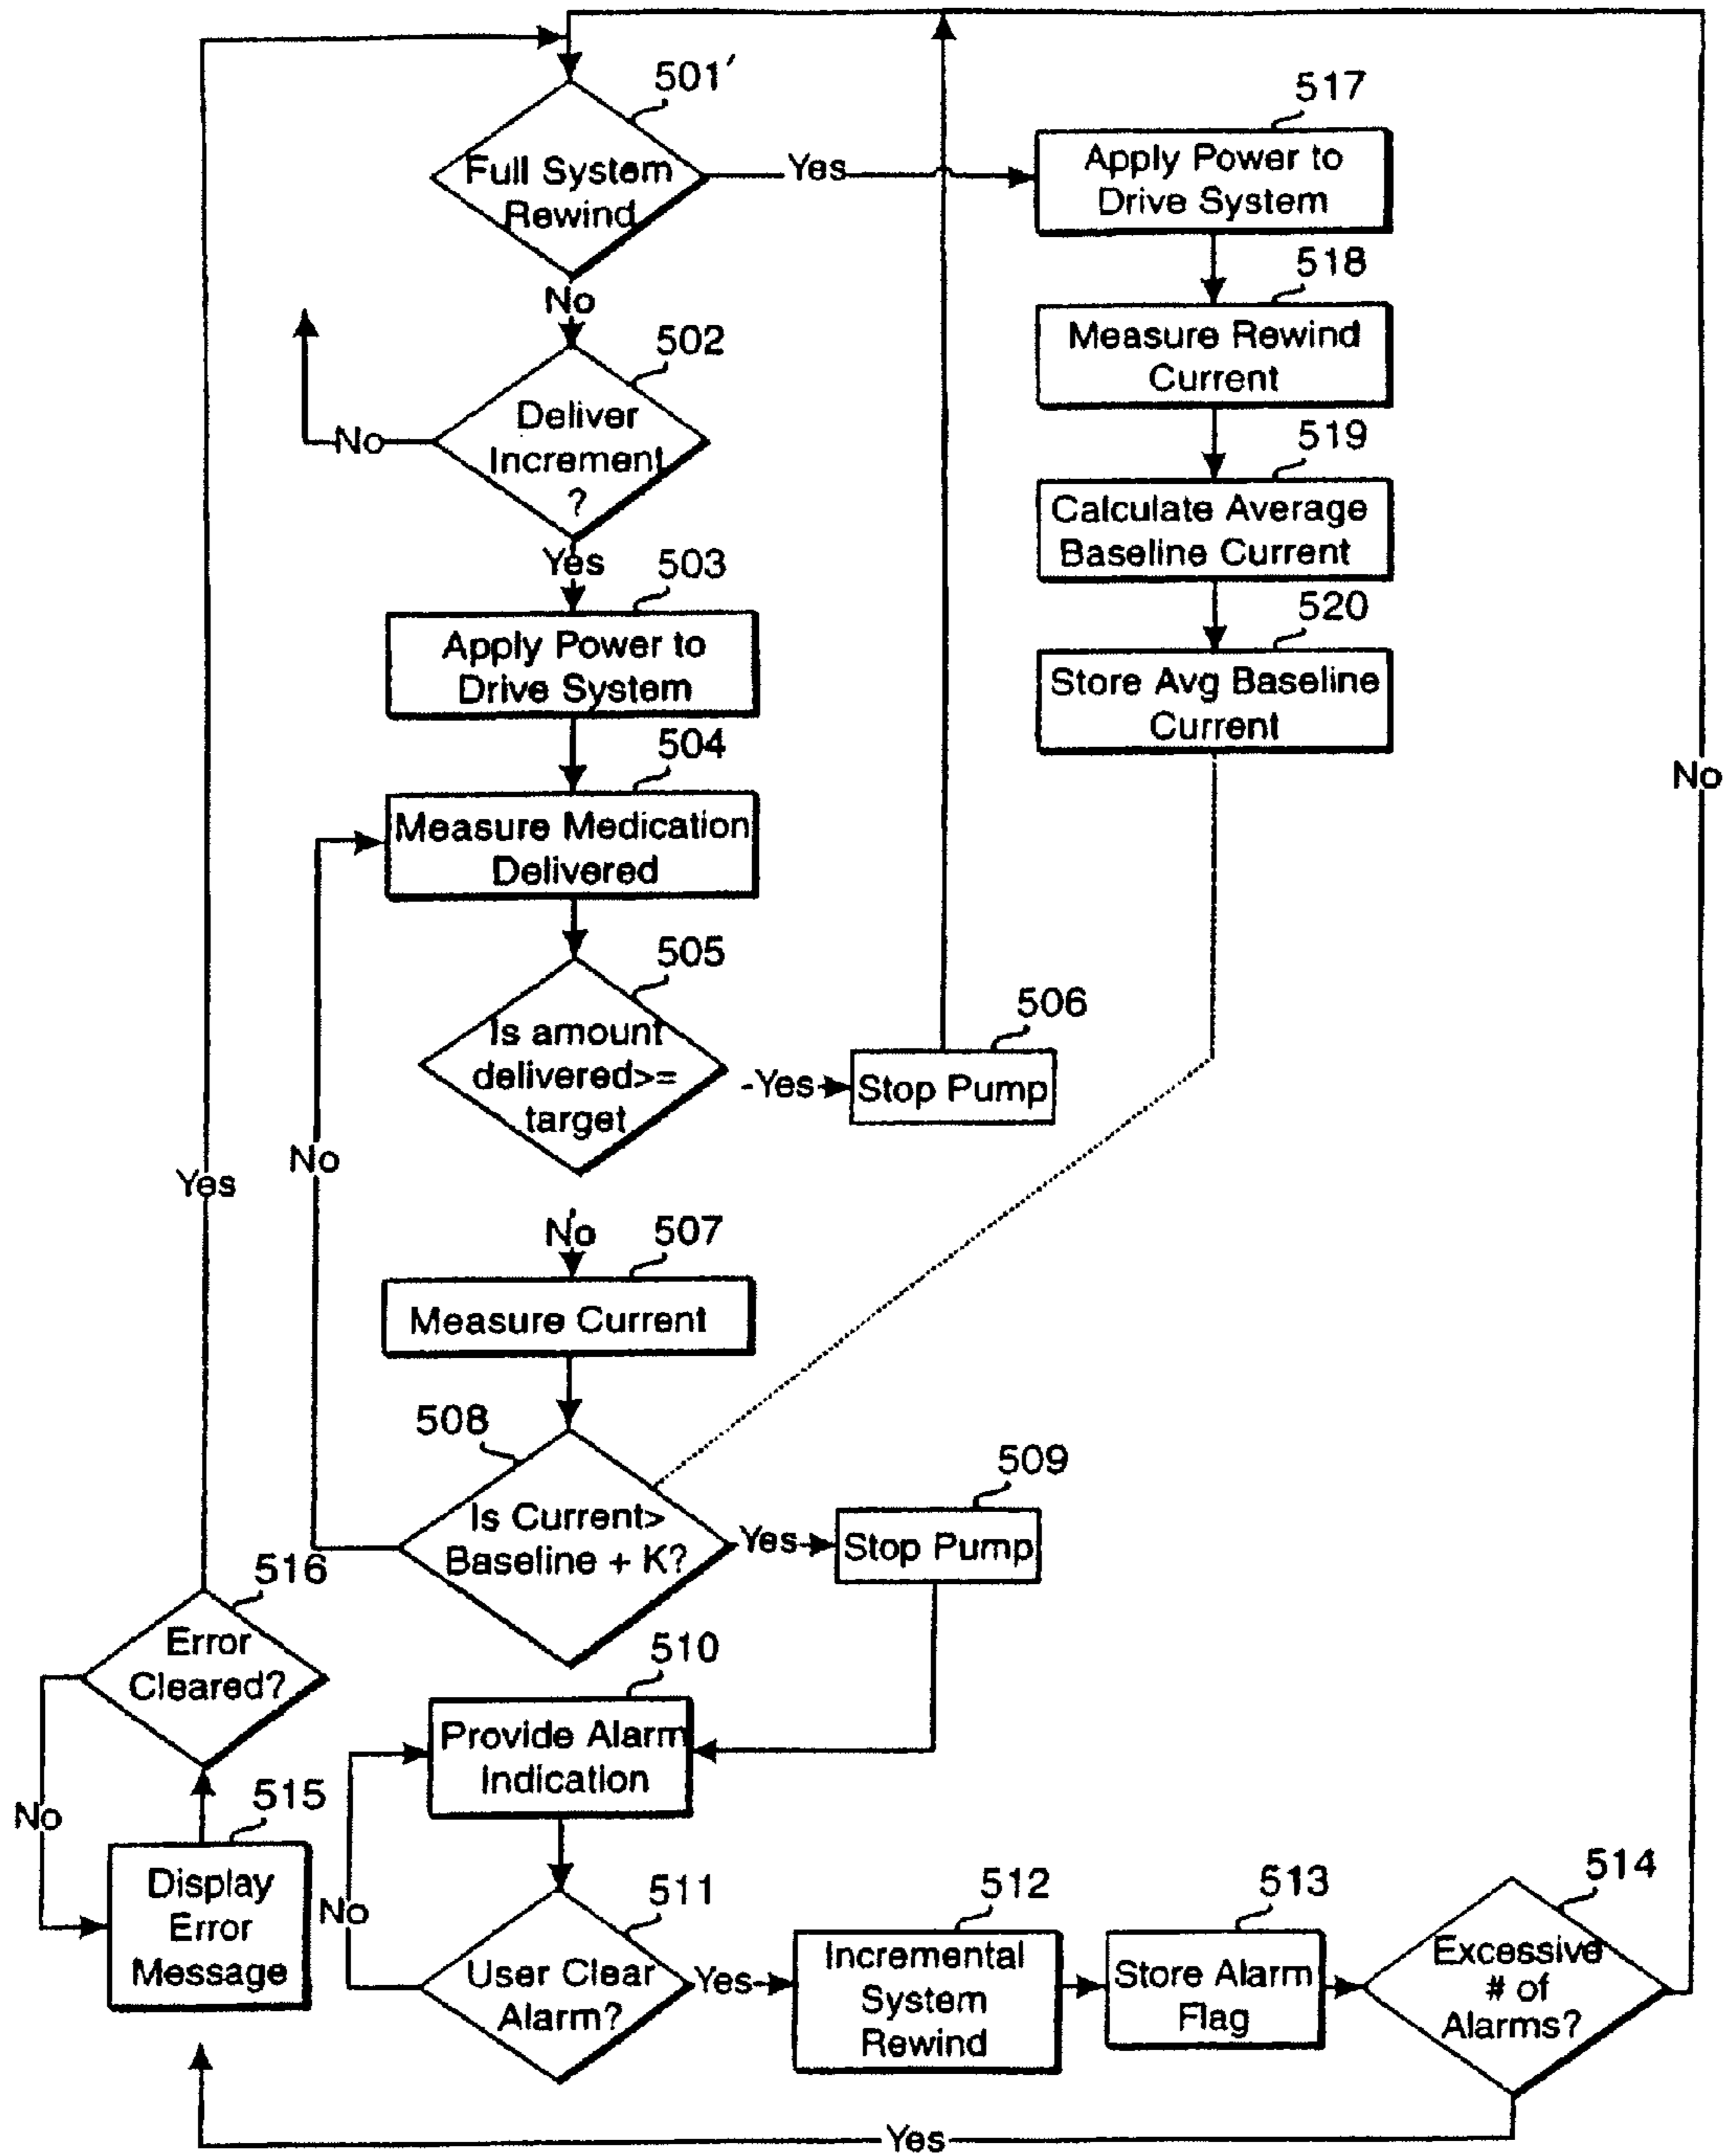 501′
Full System
Rewind
Yes
517
Apply Power to
Drive System
518
Measure Rewind
Current
519
Calculate Average
Baseline Current
520
Store Avg Baseline
Current
No
502
Deliver
Increment
?
No
Yes
503
Apply Power to
Drive System
504
Measure Medication
Delivered
505
Is amount
delivered>=
target
Yes
506
Stop Pump
No
507
Measure Current
508
Is Current>
Baseline + K?
Yes
509
Stop Pump
No
510
Provide Alarm
Indication
511
User Clear
Alarm?
No
Yes
512
Incremental
System
Rewind
513
Store Alarm
Flag
514
Excessive
# of
Alarms?
No
Yes
515
Display
Error
Message
516
Error
Cleared?
No
Yes